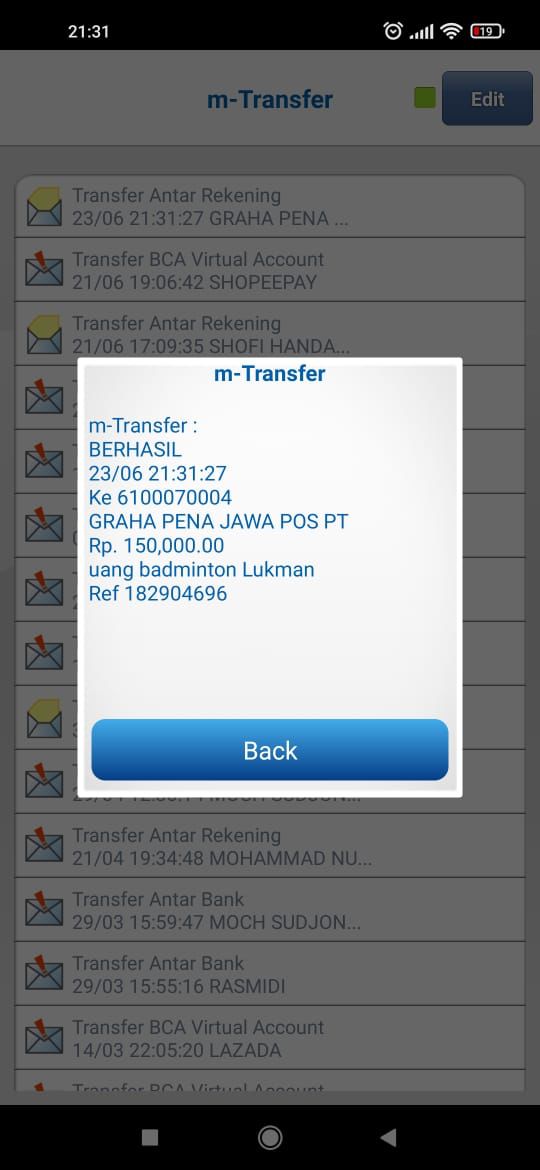 21:31
19
m-Transfer
Edit
Transfer Antar Rekening
23/06 21:31:27 GRAHA PENA ...
Transfer BCA Virtual Account
21/06 19:06:42 SHOPEEPAY
Transfer Antar Rekening
21/06 17:09:35 SHOFI HANDA...
m-Transfer
m-Transfer :
BERHASIL
23/06 21:31:27
Ke 6100070004
GRAHA PENA JAWA POS PT
Rp. 150,000.00
uang badminton Lukman
Ref 182904696
Back
Transfer Antar Rekening
21/04 19:34:48 MOHAMMAD NU...
Transfer Antar Bank
29/03 15:59:47 MOCH SUDJON...
Transfer Antar Bank
29/03 15:55:16 RASMIDI
Transfer BCA Virtual Account
14/03 22:05:20 LAZADA
Transfer BCA Virtual Account